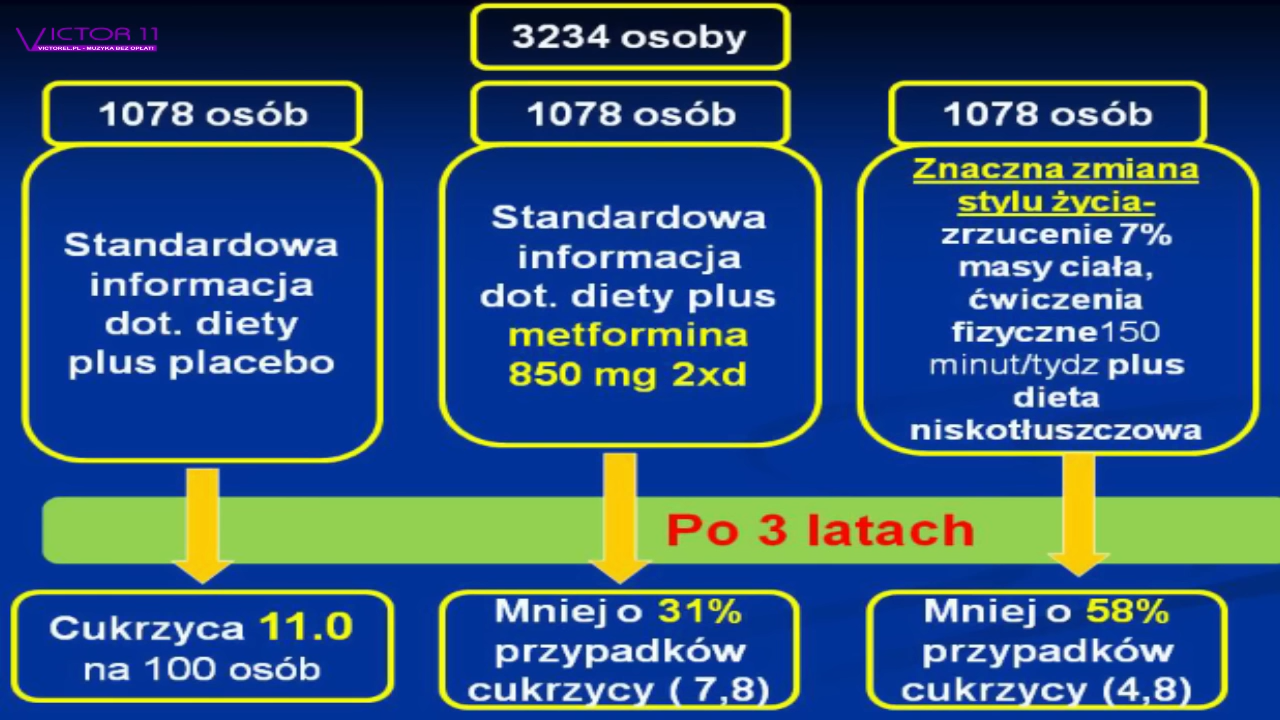 VICTOR 11
VICTOREL.PL - MUZYKA BEZ OPŁAT!
3234 osoby
1078 osób
Standardowa
informacja
dot. diety
plus placebo
1078 osób
Standardowa
informacja
dot. diety plus
metformina
850 mg 2xd
1078 osób
Znaczna zmiana
stylu życia-
zrzucenie 7%
masy ciała,
ćwiczenia
fizyczne150
minut/tydz plus
dieta
niskotłuszczowa
Po 3 latach
Cukrzyca 11.0
na 100 osób
Mniej o 31%
przypadków
cukrzycy ( 7,8)
Mniej o 58%
przypadków
cukrzycy (4,8)